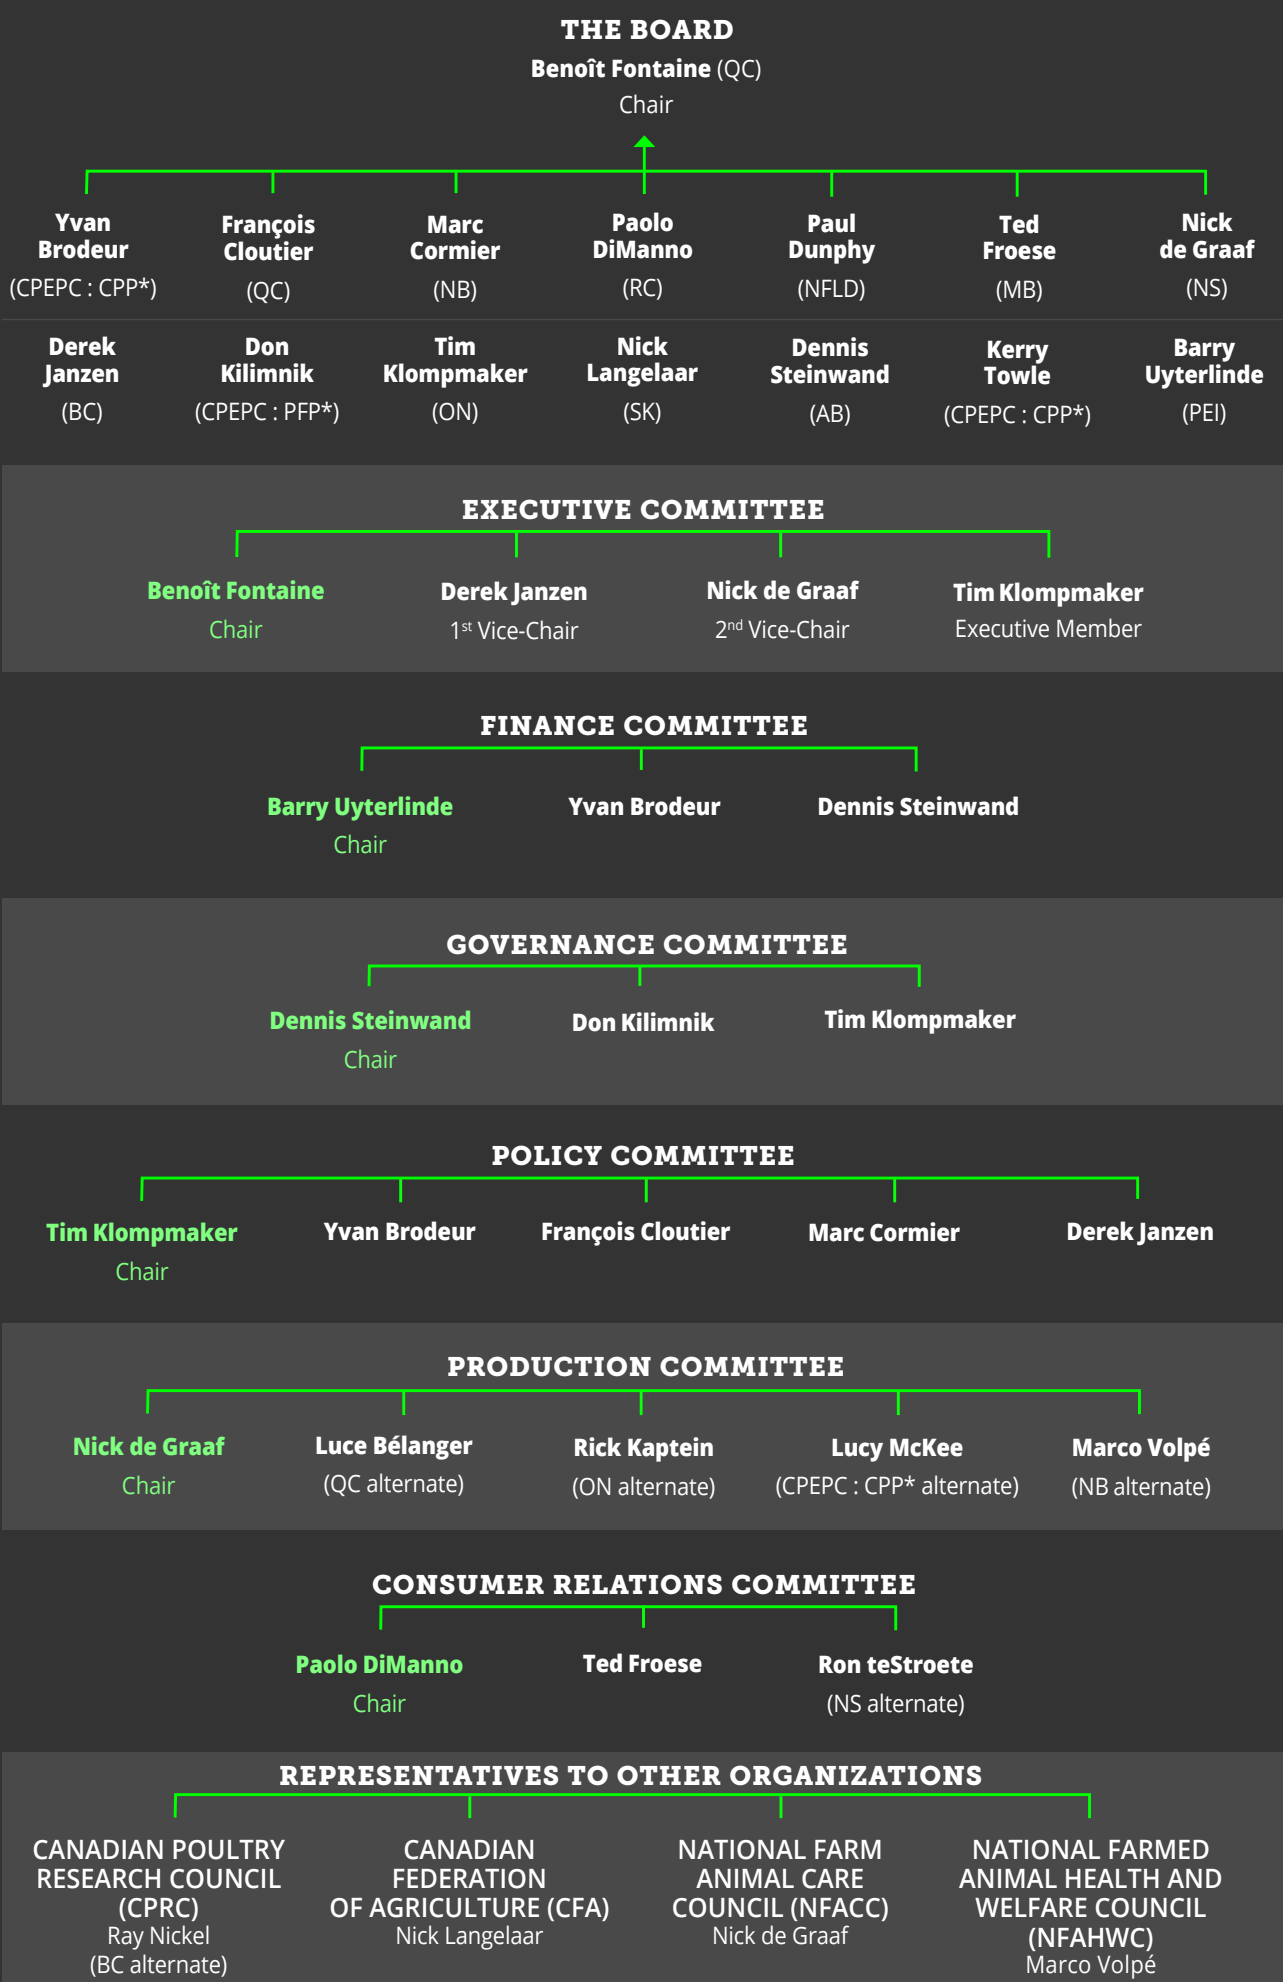 THE BOARD
Benoît Fontaine (QC)
Chair
Yvan Brodeur
(CPEPC : CPP*)
François Cloutier
(QC)
Marc Cormier
(NB)
Paolo DiManno
(RC)
Paul Dunphy
(NFLD)
Ted Froese
(MB)
Nick de Graaf
(NS)
Derek Janzen
(BC)
Don Kilimnik
(CPEPC : PFP*)
Tim Klompmaker
(ON)
Nick Langelaar
(SK)
Dennis Steinwand
(AB)
Kerry Towle
(CPEPC : CPP*)
Barry Uyterlinde
(PEI)
EXECUTIVE COMMITTEE
Benoît Fontaine
Chair
Derek Janzen
1st Vice-Chair
Nick de Graaf
2nd Vice-Chair
Tim Klompmaker
Executive Member
FINANCE COMMITTEE
Barry Uyterlinde
Chair
Yvan Brodeur
Dennis Steinwand
GOVERNANCE COMMITTEE
Dennis Steinwand
Chair
Don Kilimnik
Tim Klompmaker
POLICY COMMITTEE
Tim Klompmaker
Chair
Yvan Brodeur
François Cloutier
Marc Cormier
Derek Janzen
PRODUCTION COMMITTEE
Nick de Graaf
Chair
Luce Bélanger
(QC alternate)
Rick Kaptein
(ON alternate)
Lucy McKee
(CPEPC : CPP* alternate)
Marco Volpé
(NB alternate)
CONSUMER RELATIONS COMMITTEE
Paolo DiManno
Chair
Ted Froese
Ron teStroete
(NS alternate)
REPRESENTATIVES TO OTHER ORGANIZATIONS
CANADIAN POULTRY
RESEARCH COUNCIL
(CPRC)
Ray Nickel
(BC alternate)
CANADIAN
FEDERATION
OF AGRICULTURE (CFA)
Nick Langelaar
NATIONAL FARM
ANIMAL CARE
COUNCIL (NFACC)
Nick de Graaf
NATIONAL FARMED
ANIMAL HEALTH AND
WELFARE COUNCIL
(NFAHWC)
Marco Volpé